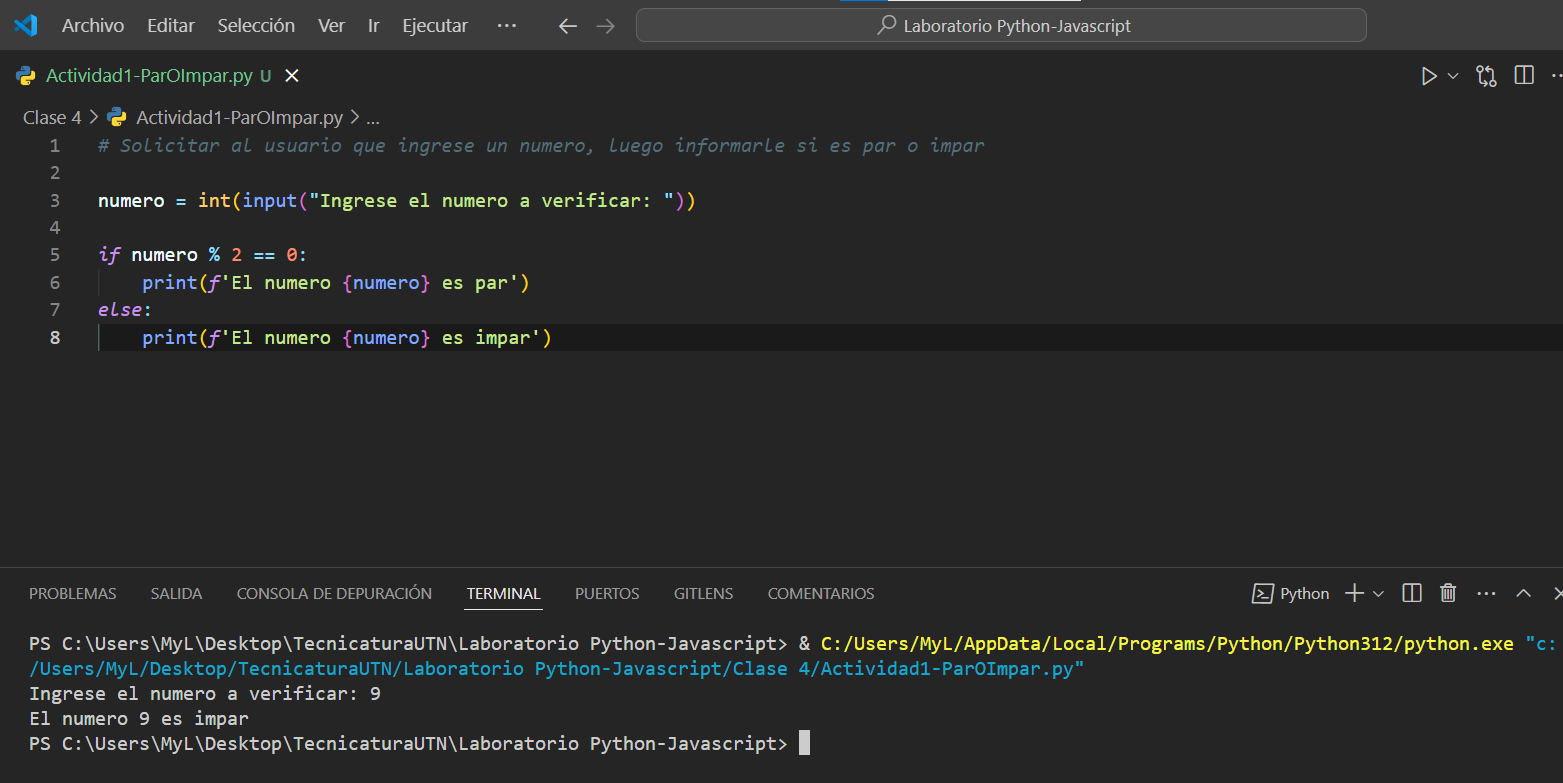 Archivo Editar Selección Ver Ir Ejecutar ··· Laboratorio Python-Javascript
Actividad1-ParOImpar.py U
Clase 4 > Actividad1-ParOImpar.py > ...
1 # Solicitar al usuario que ingrese un numero, luego informarle si es par o impar
2
3 numero = int(input("Ingrese el numero a verificar: "))
4
5 if numero % 2 == 0:
6     print(f'El numero {numero} es par')
7 else:
8     print(f'El numero {numero} es impar')
PROBLEMAS SALIDA CONSOLA DE DEPURACIÓN TERMINAL PUERTOS GITLENS COMENTARIOS Python
PS C:\Users\MyL\Desktop\TecnicaturaUTN\Laboratorio Python-Javascript> & C:/Users/MyL/AppData/Local/Programs/Python/Python312/python.exe "c:
/Users/MyL/Desktop/TecnicaturaUTN/Laboratorio Python-Javascript/Clase 4/Actividad1-ParOImpar.py"
Ingrese el numero a verificar: 9
El numero 9 es impar
PS C:\Users\MyL\Desktop\TecnicaturaUTN\Laboratorio Python-Javascript>